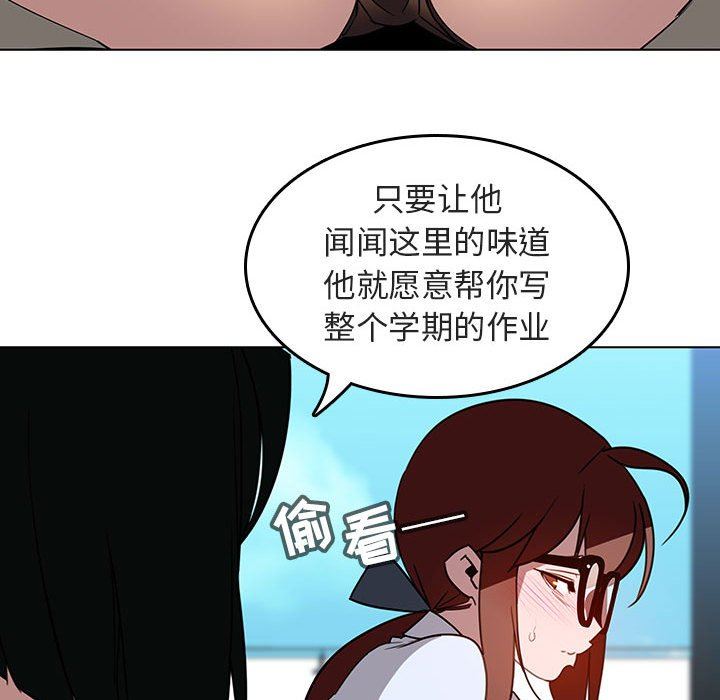 只要让他
闻闻这里的味道
他就愿意帮你写
整个学期的作业
偷看一